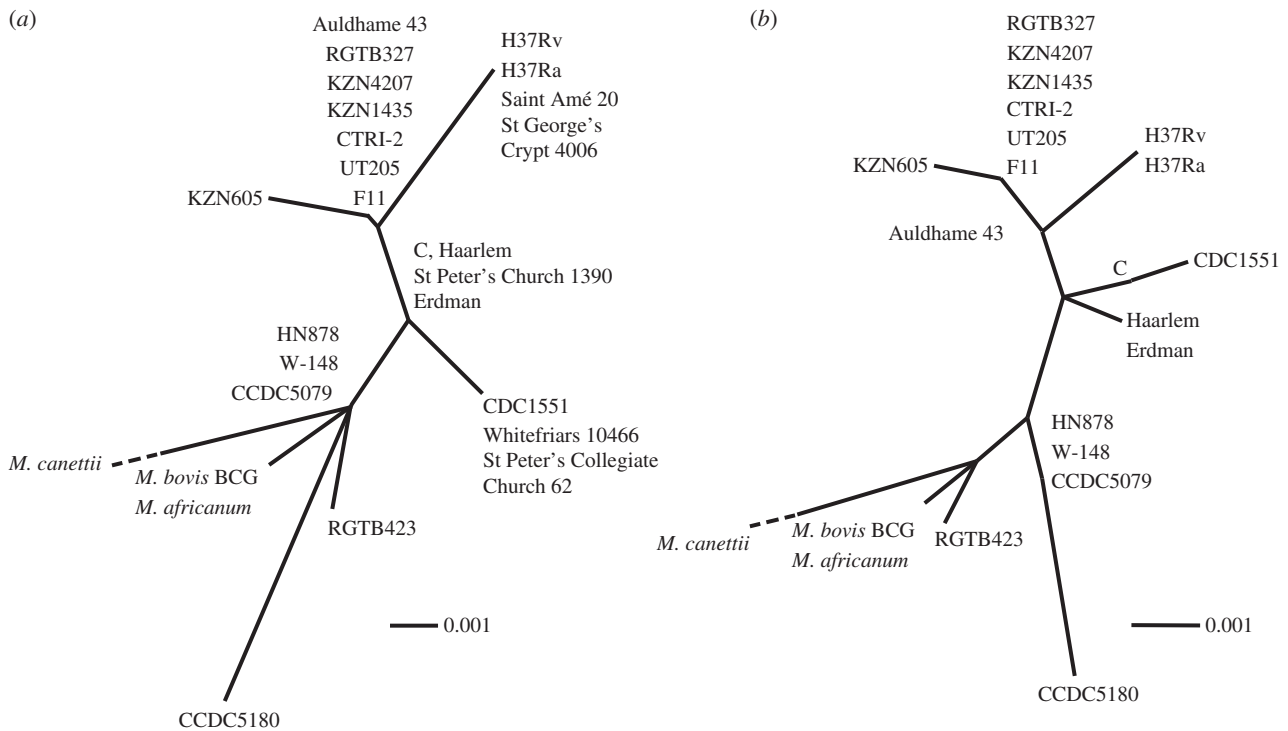 (a)
Auldhame 43
RGTB327
KZN4207
KZN1435
CTRI-2
UT205
F11
H37Rv
H37Ra
Saint Amé 20
St George’s
Crypt 4006
KZN605
C, Haarlem
St Peter’s Church 1390
Erdman
HN878
W-148
CCDC5079
CDC1551
Whitefriars 10466
St Peter’s Collegiate
Church 62
M. canettii
M. bovis BCG
M. africanum
RGTB423
0.001
CCDC5180
(b)
RGTB327
KZN4207
KZN1435
CTRI-2
UT205
F11
H37Rv
H37Ra
KZN605
Auldhame 43
C
CDC1551
Haarlem
Erdman
HN878
W-148
CCDC5079
M. canettii
M. bovis BCG
M. africanum
RGTB423
0.001
CCDC5180